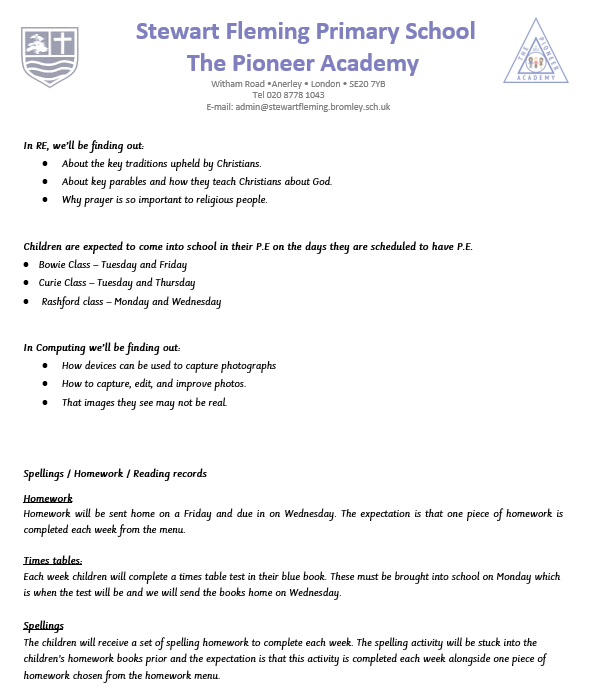 Stewart Fleming Primary School
The Pioneer Academy
Witham Road •Anerley • London • SE20 7YB
Tel 020 8778 1043
E-mail: admin@stewartfleming.bromley.sch.uk
THE PIONEER ACADEMY
In RE, we'll be finding out:
● About the key traditions upheld by Christians.
● About key parables and how they teach Christians about God.
● Why prayer is so important to religious people.
Children are expected to come into school in their P.E on the days they are scheduled to have P.E.
● Bowie Class – Tuesday and Friday
● Curie Class – Tuesday and Thursday
● Rashford class – Monday and Wednesday
In Computing we'll be finding out:
● How devices can be used to capture photographs
● How to capture, edit, and improve photos.
● That images they see may not be real.
Spellings / Homework / Reading records
Homework
Homework will be sent home on a Friday and due in on Wednesday. The expectation is that one piece of homework is
completed each week from the menu.
Times tables:
Each week children will complete a times table test in their blue book. These must be brought into school on Monday which
is when the test will be and we will send the books home on Wednesday.
Spellings
The children will receive a set of spelling homework to complete each week. The spelling activity will be stuck into the
children's homework books prior and the expectation is that this activity is completed each week alongside one piece of
homework chosen from the homework menu.